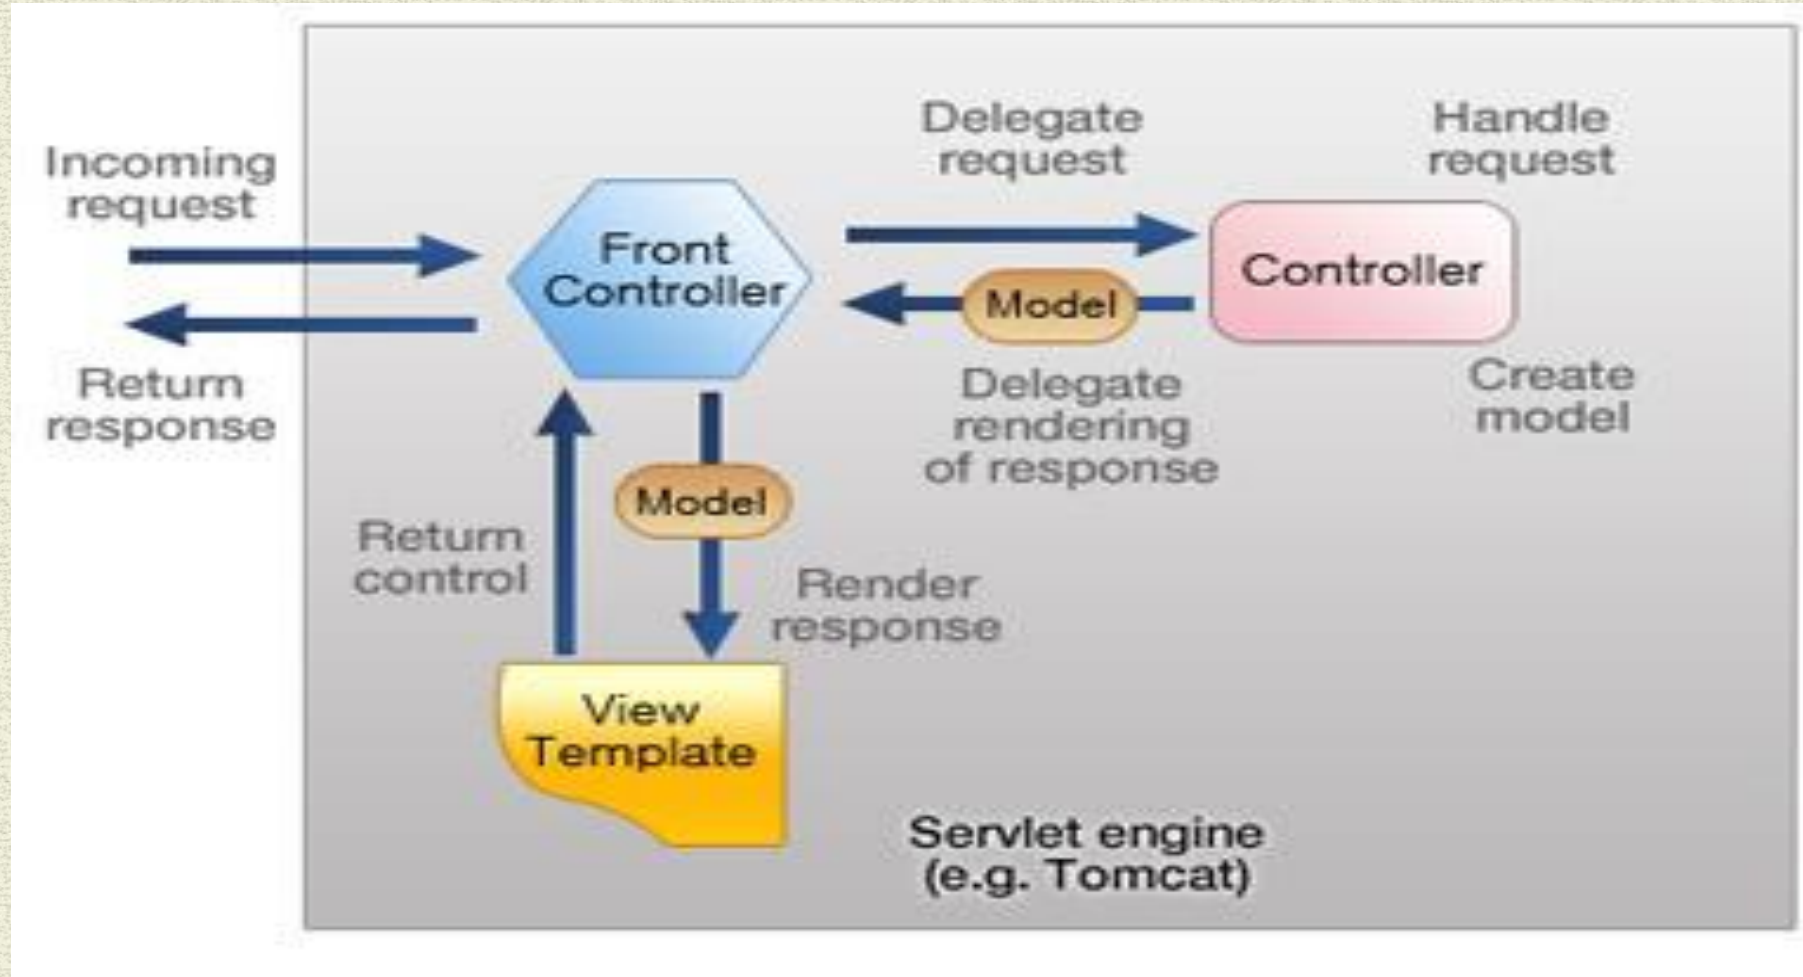 Incoming
request
Return
response
Front
Controller
Delegate
request
Handle
request
Controller
Model
Delegate
rendering
of response
Create
model
Model
Return
control
Render
response
View
Template
Servlet engine
(e.g. Tomcat)